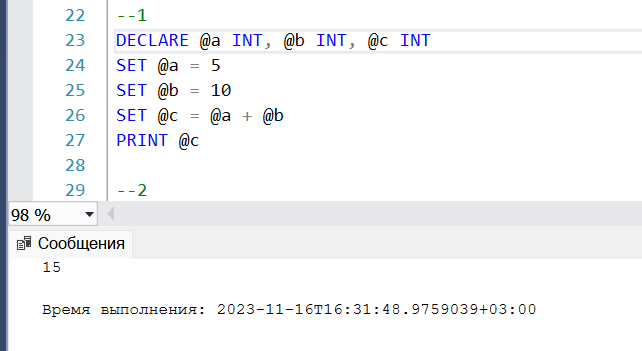 22 --1
23 DECLARE @a INT, @b INT, @c INT
24 SET @a = 5
25 SET @b = 10
26 SET @c = @a + @b
27 PRINT @c
28
29 --2
98 %
Сообщения
15
Время выполнения: 2023-11-16T16:31:48.9759039+03:00